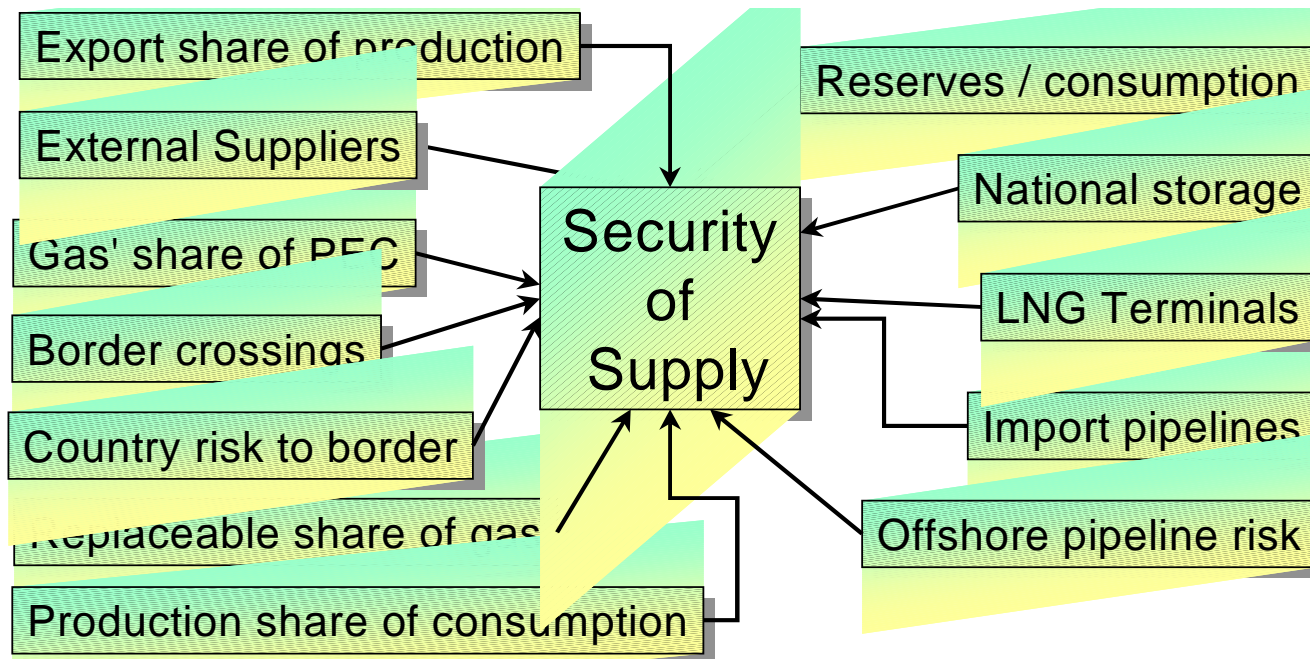 Export share of production
External Suppliers
Gas' share of PEC
Border crossings
Country risk to border
Replaceable share of gas
Production share of consumption
Security
of
Supply
Reserves / consumption
National storage
LNG Terminals
Import pipelines
Offshore pipeline risk